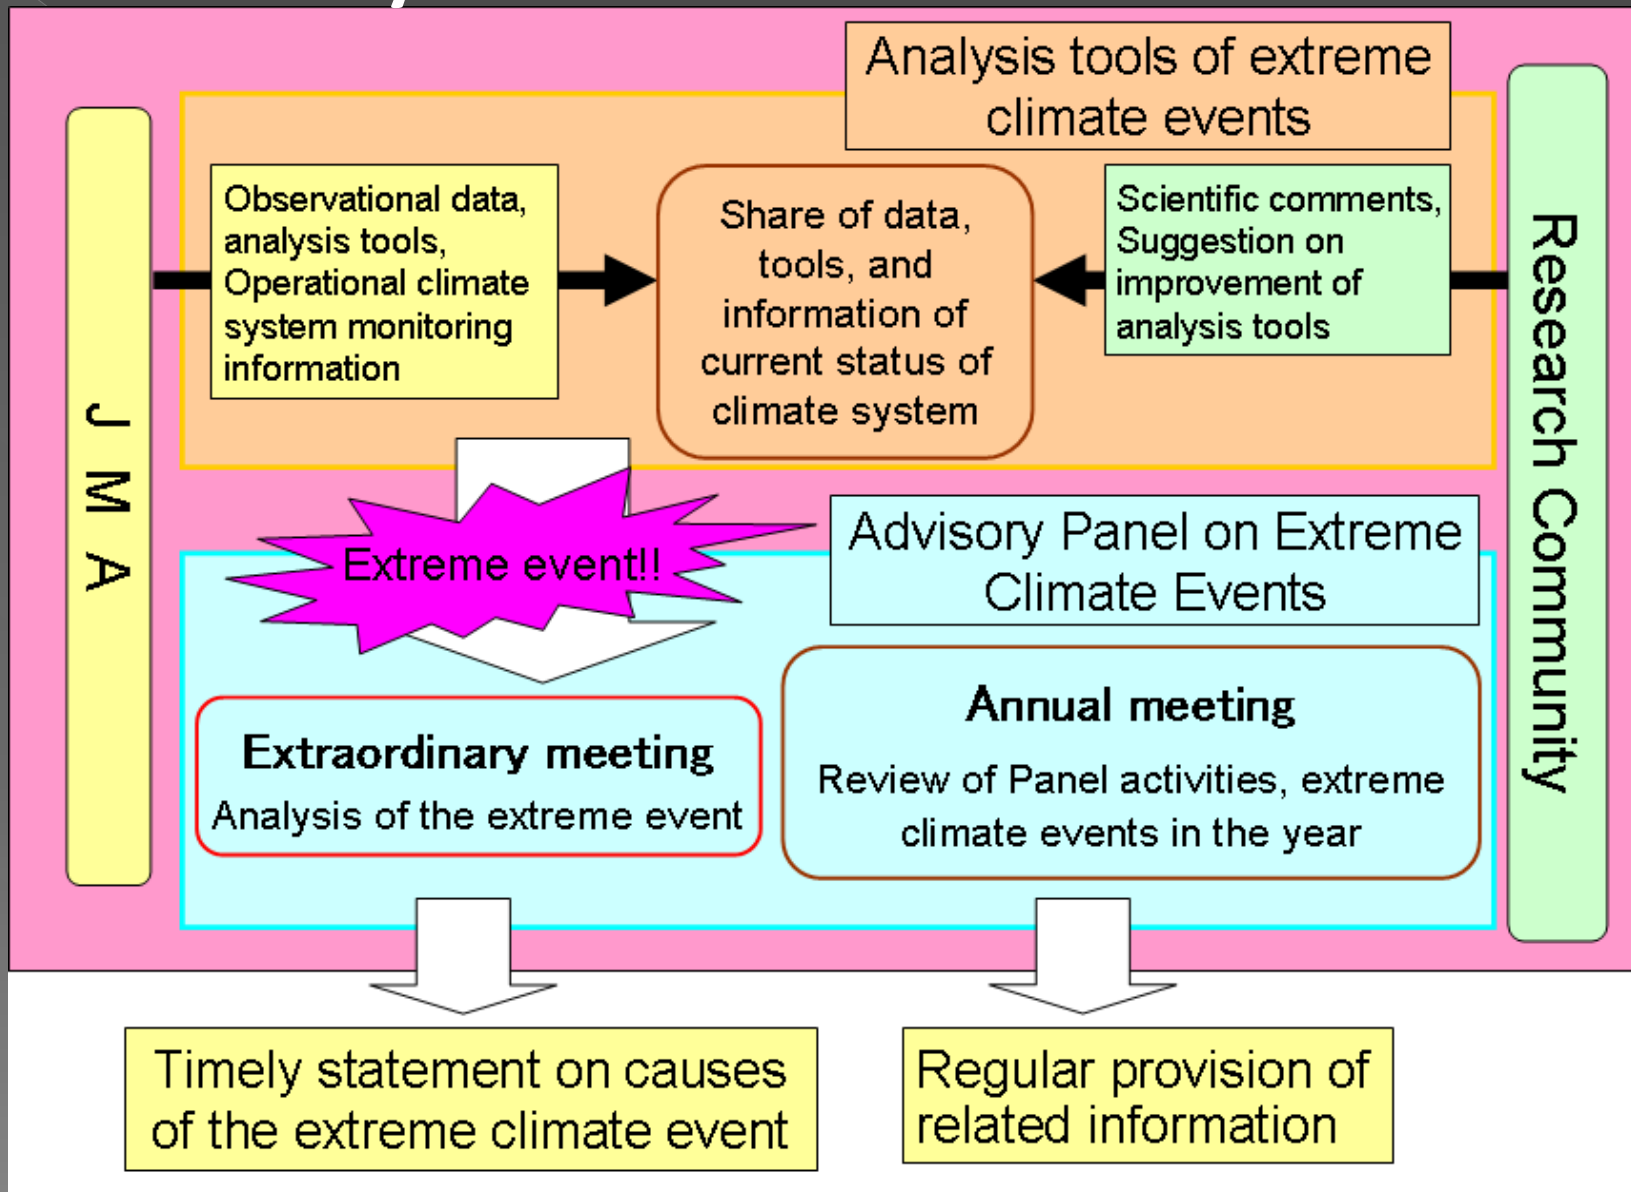 Analysis tools of extreme
climate events
J M A
Observational data,
analysis tools,
Operational climate
system monitoring
information
Share of data,
tools, and
information of
current status of
climate system
Scientific comments,
Suggestion on
improvement of
analysis tools
Research Community
Extreme event!!
Advisory Panel on Extreme
Climate Events
Extraordinary meeting
Analysis of the extreme event
Annual meeting
Review of Panel activities, extreme
climate events in the year
Timely statement on causes
of the extreme climate event
Regular provision of
related information